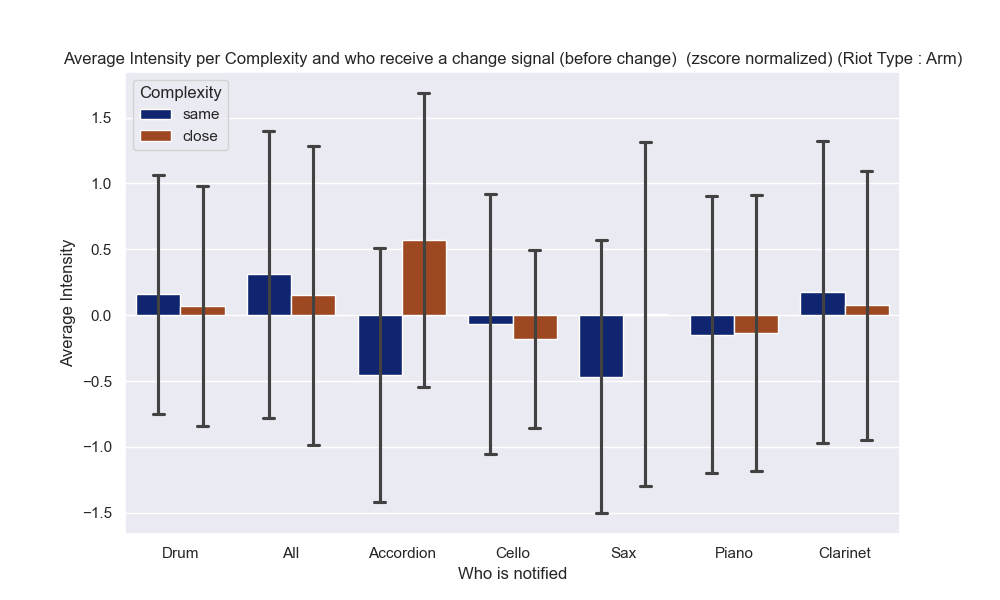 Average Intensity per Complexity and who receive a change signal (before change)  (zscore normalized) (Riot Type : Arm)
Complexity
same
close
Average Intensity
1.5
1.0
0.5
0.0
−0.5
−1.0
−1.5
Drum All Accordion Cello Sax Piano Clarinet
Who is notified